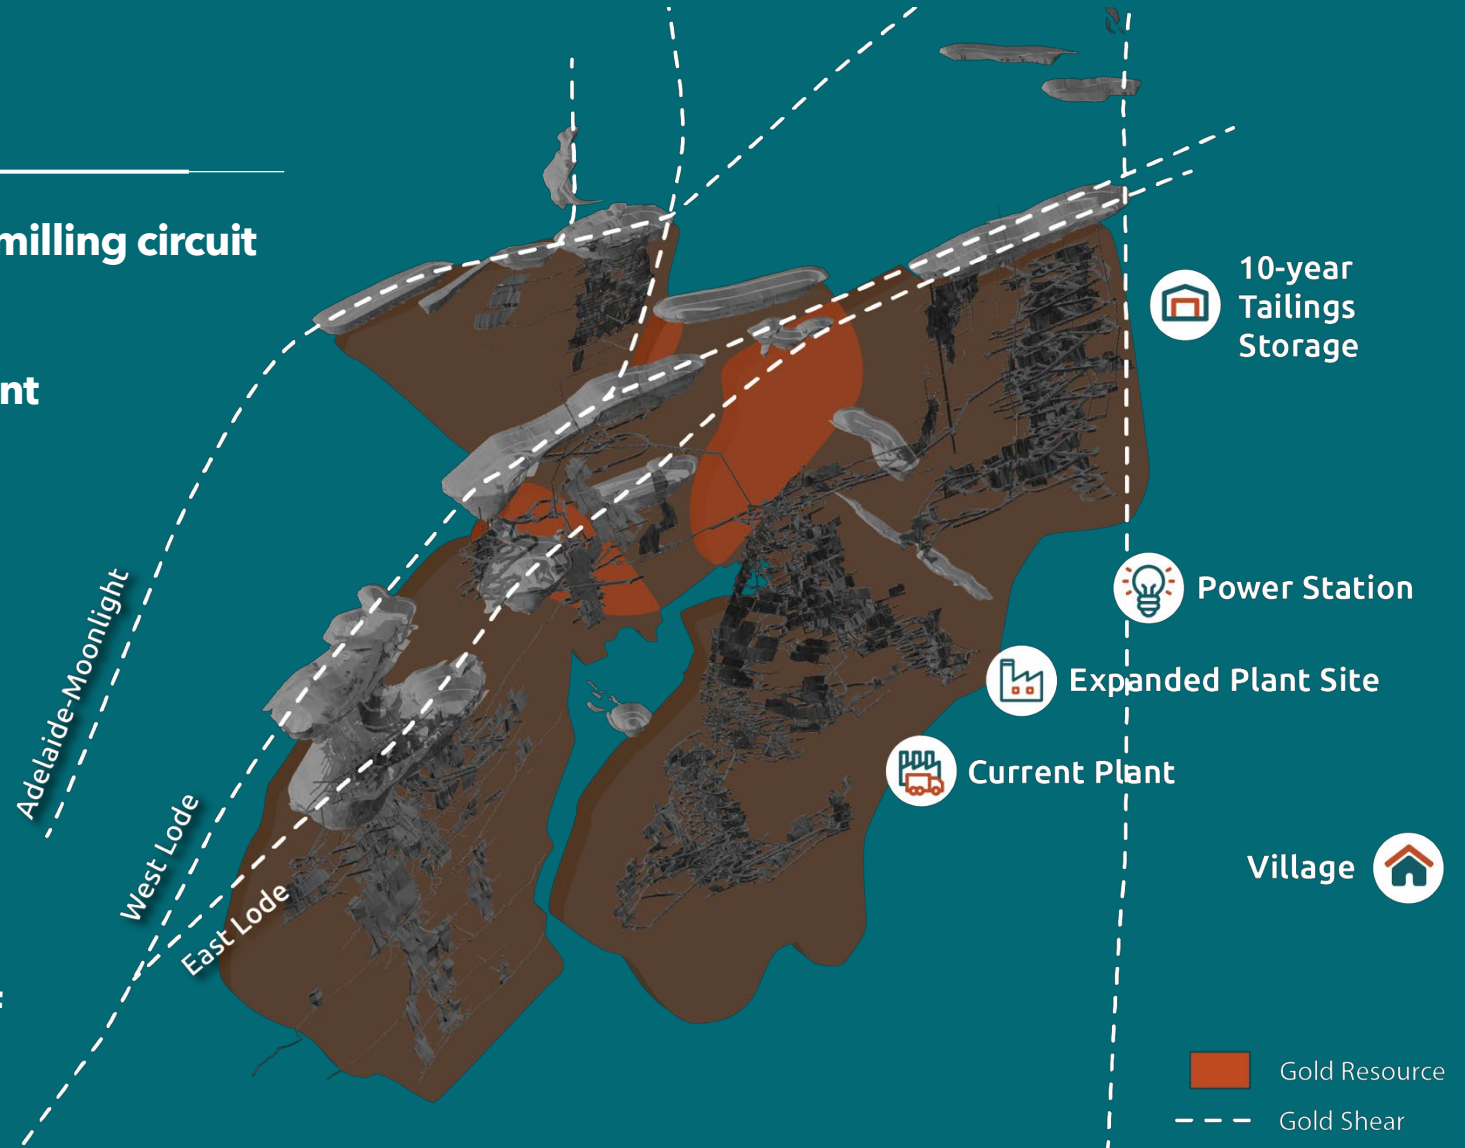 milling circuit
nt
10-year
Tailings
Storage
Power Station
Expanded Plant Site
Current Plant
Village
Adelaide-Moonlight
West Lode
East Lode
Gold Resource
Gold Shear